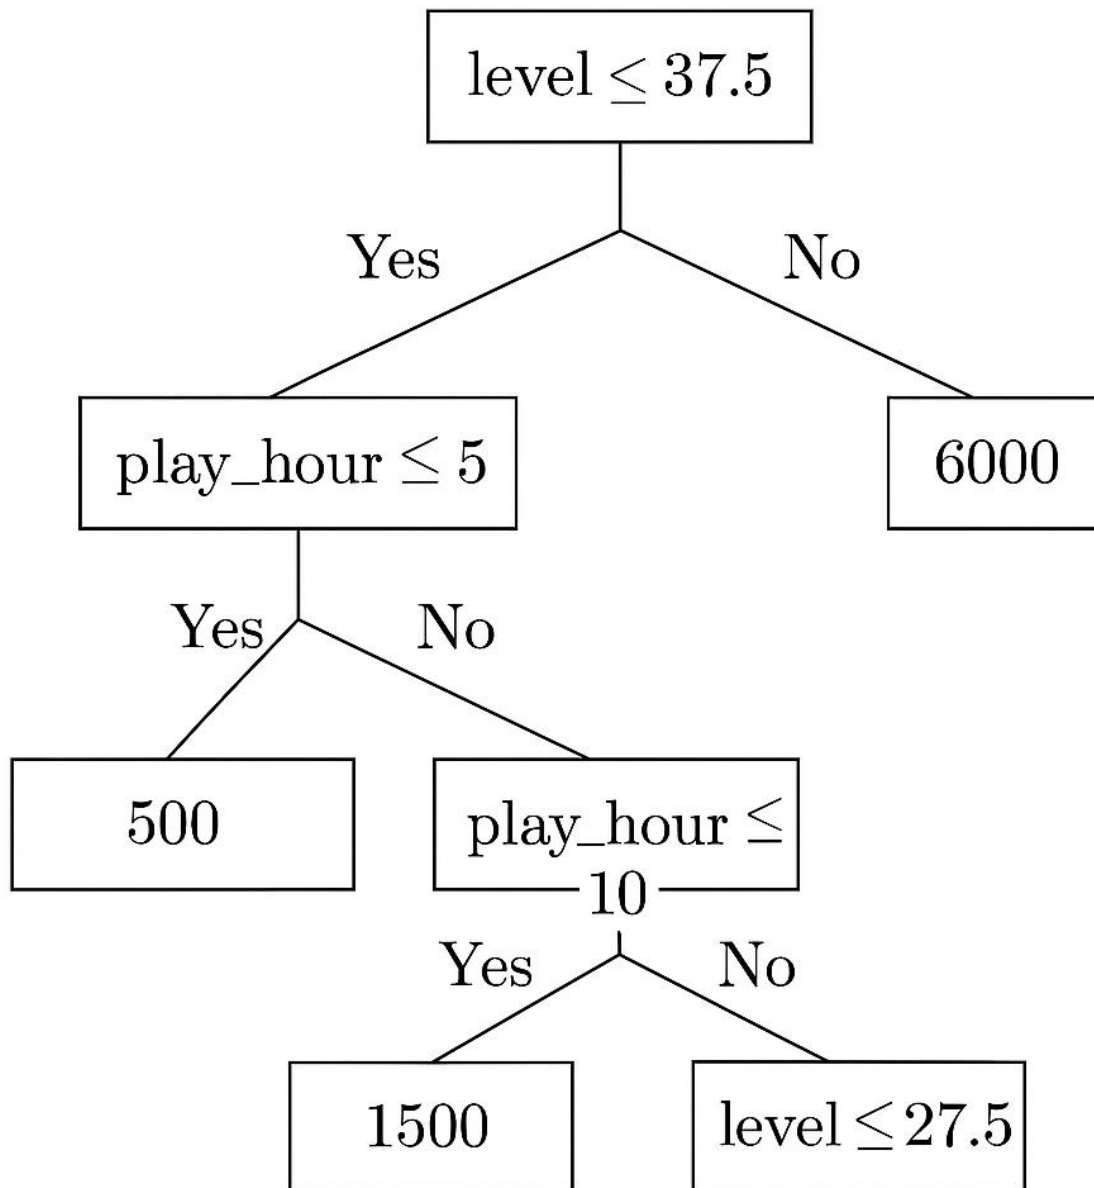 level ≤ 37.5
Yes
No
play_hour ≤ 5
6000
Yes
No
500
play_hour ≤
10
Yes
No
1500
level ≤ 27.5